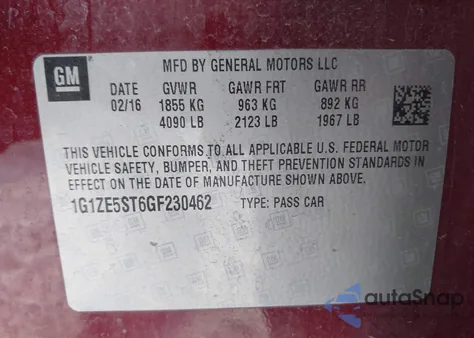 GM
MFD BY GENERAL MOTORS LLC
DATE GVWR GAWR FRT GAWR RR
02/16 1855 KG 963 KG 892 KG
4090 LB 2123 LB 1967 LB
THIS VEHICLE CONFORMS TO ALL APPLICABLE U.S. FEDERAL MOTOR
VEHICLE SAFETY, BUMPER, AND THEFT PREVENTION STANDARDS IN
EFFECT ON THE DATE OF MANUFACTURE SHOWN ABOVE.
1G1ZE5ST6GF230462 TYPE: PASS CAR
autoSnap